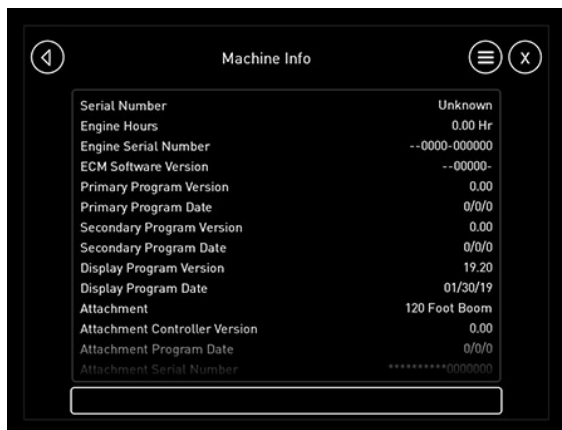 Machine Info
X
Serial Number Unknown
Engine Hours 0.00 Hr
Engine Serial Number --0000-000000
ECM Software Version --00000-
Primary Program Version 0.00
Primary Program Date 0/0/0
Secondary Program Version 0.00
Secondary Program Date 0/0/0
Display Program Version 19.20
Display Program Date 01/30/19
Attachment 120 Foot Boom
Attachment Controller Version 0.00
Attachment Program Date 0/0/0
Attachment Serial Number **********0000000